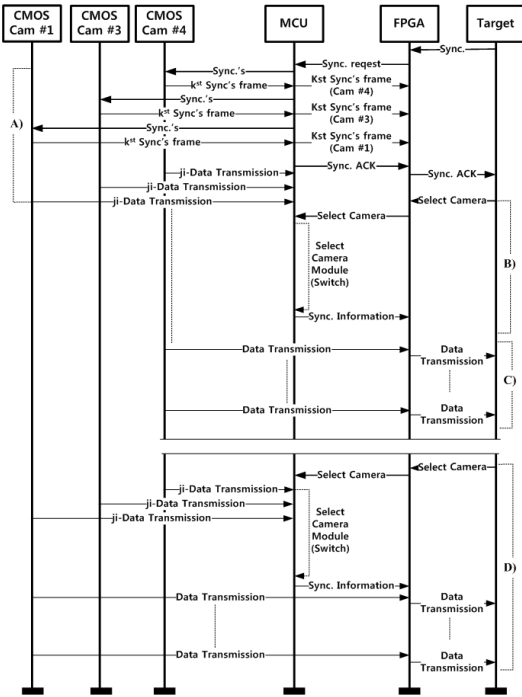 CMOS Cam #1
CMOS Cam #3
CMOS Cam #4
MCU
FPGA
Target
Sync.
Sync. reqest
Sync.'s
kst Sync's frame
Kst Sync's frame
(Cam #4)
Sync.'s
kst Sync's frame
Kst Sync's frame
(Cam #3)
A)
Sync.'s
kst Sync's frame
Kst Sync's frame
(Cam #1)
Sync. ACK
ji-Data Transmission
Sync. ACK
ji-Data Transmission
ji-Data Transmission
Select Camera
Select Camera
Select
Camera
Module
(Switch)
B)
Sync. Information
Data Transmission
Data
Transmission
C)
Data Transmission
Data
Transmission
Select Camera
Select Camera
ji-Data Transmission
ji-Data Transmission
ji-Data Transmission
Select
Camera
Module
(Switch)
D)
Sync. Information
Data Transmission
Data
Transmission
Data Transmission
Data
Transmission